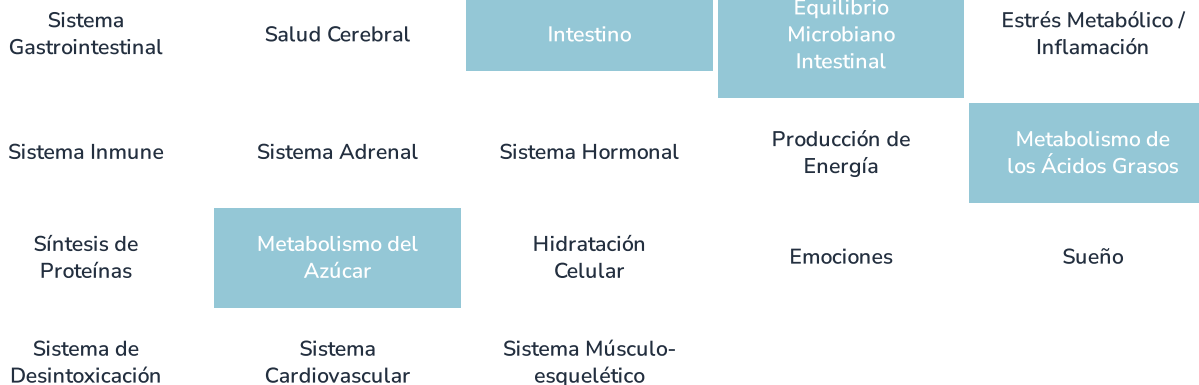 Sistema
Gastrointestinal
Salud Cerebral
Intestino
Equilibrio
Microbiano
Intestinal
Estrés Metabólico /
Inflamación
Sistema Inmune
Sistema Adrenal
Sistema Hormonal
Producción de
Energía
Metabolismo de
los Ácidos Grasos
Síntesis de
Proteínas
Metabolismo del
Azúcar
Hidratación
Celular
Emociones
Sueño
Sistema de
Desintoxicación
Sistema
Cardiovascular
Sistema Músculo-
esquelético